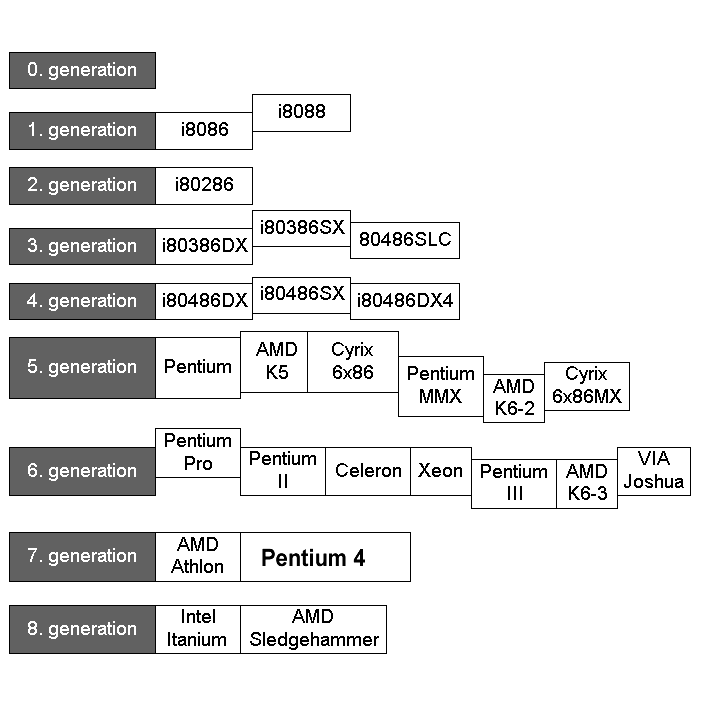 0. generation
1. generation
i8086
i8088
2. generation
i80286
3. generation
i80386DX
i80386SX
80486SLC
4. generation
i80486DX
i80486SX
i80486DX4
5. generation
Pentium
AMD
K5
Cyrix
6x86
Pentium
MMX
AMD
K6-2
Cyrix
6x86MX
6. generation
Pentium
Pro
Pentium
II
Celeron
Xeon
Pentium
III
AMD
K6-3
VIA
Joshua
7. generation
AMD
Athlon
Pentium 4
8. generation
Intel
Itanium
AMD
Sledgehammer